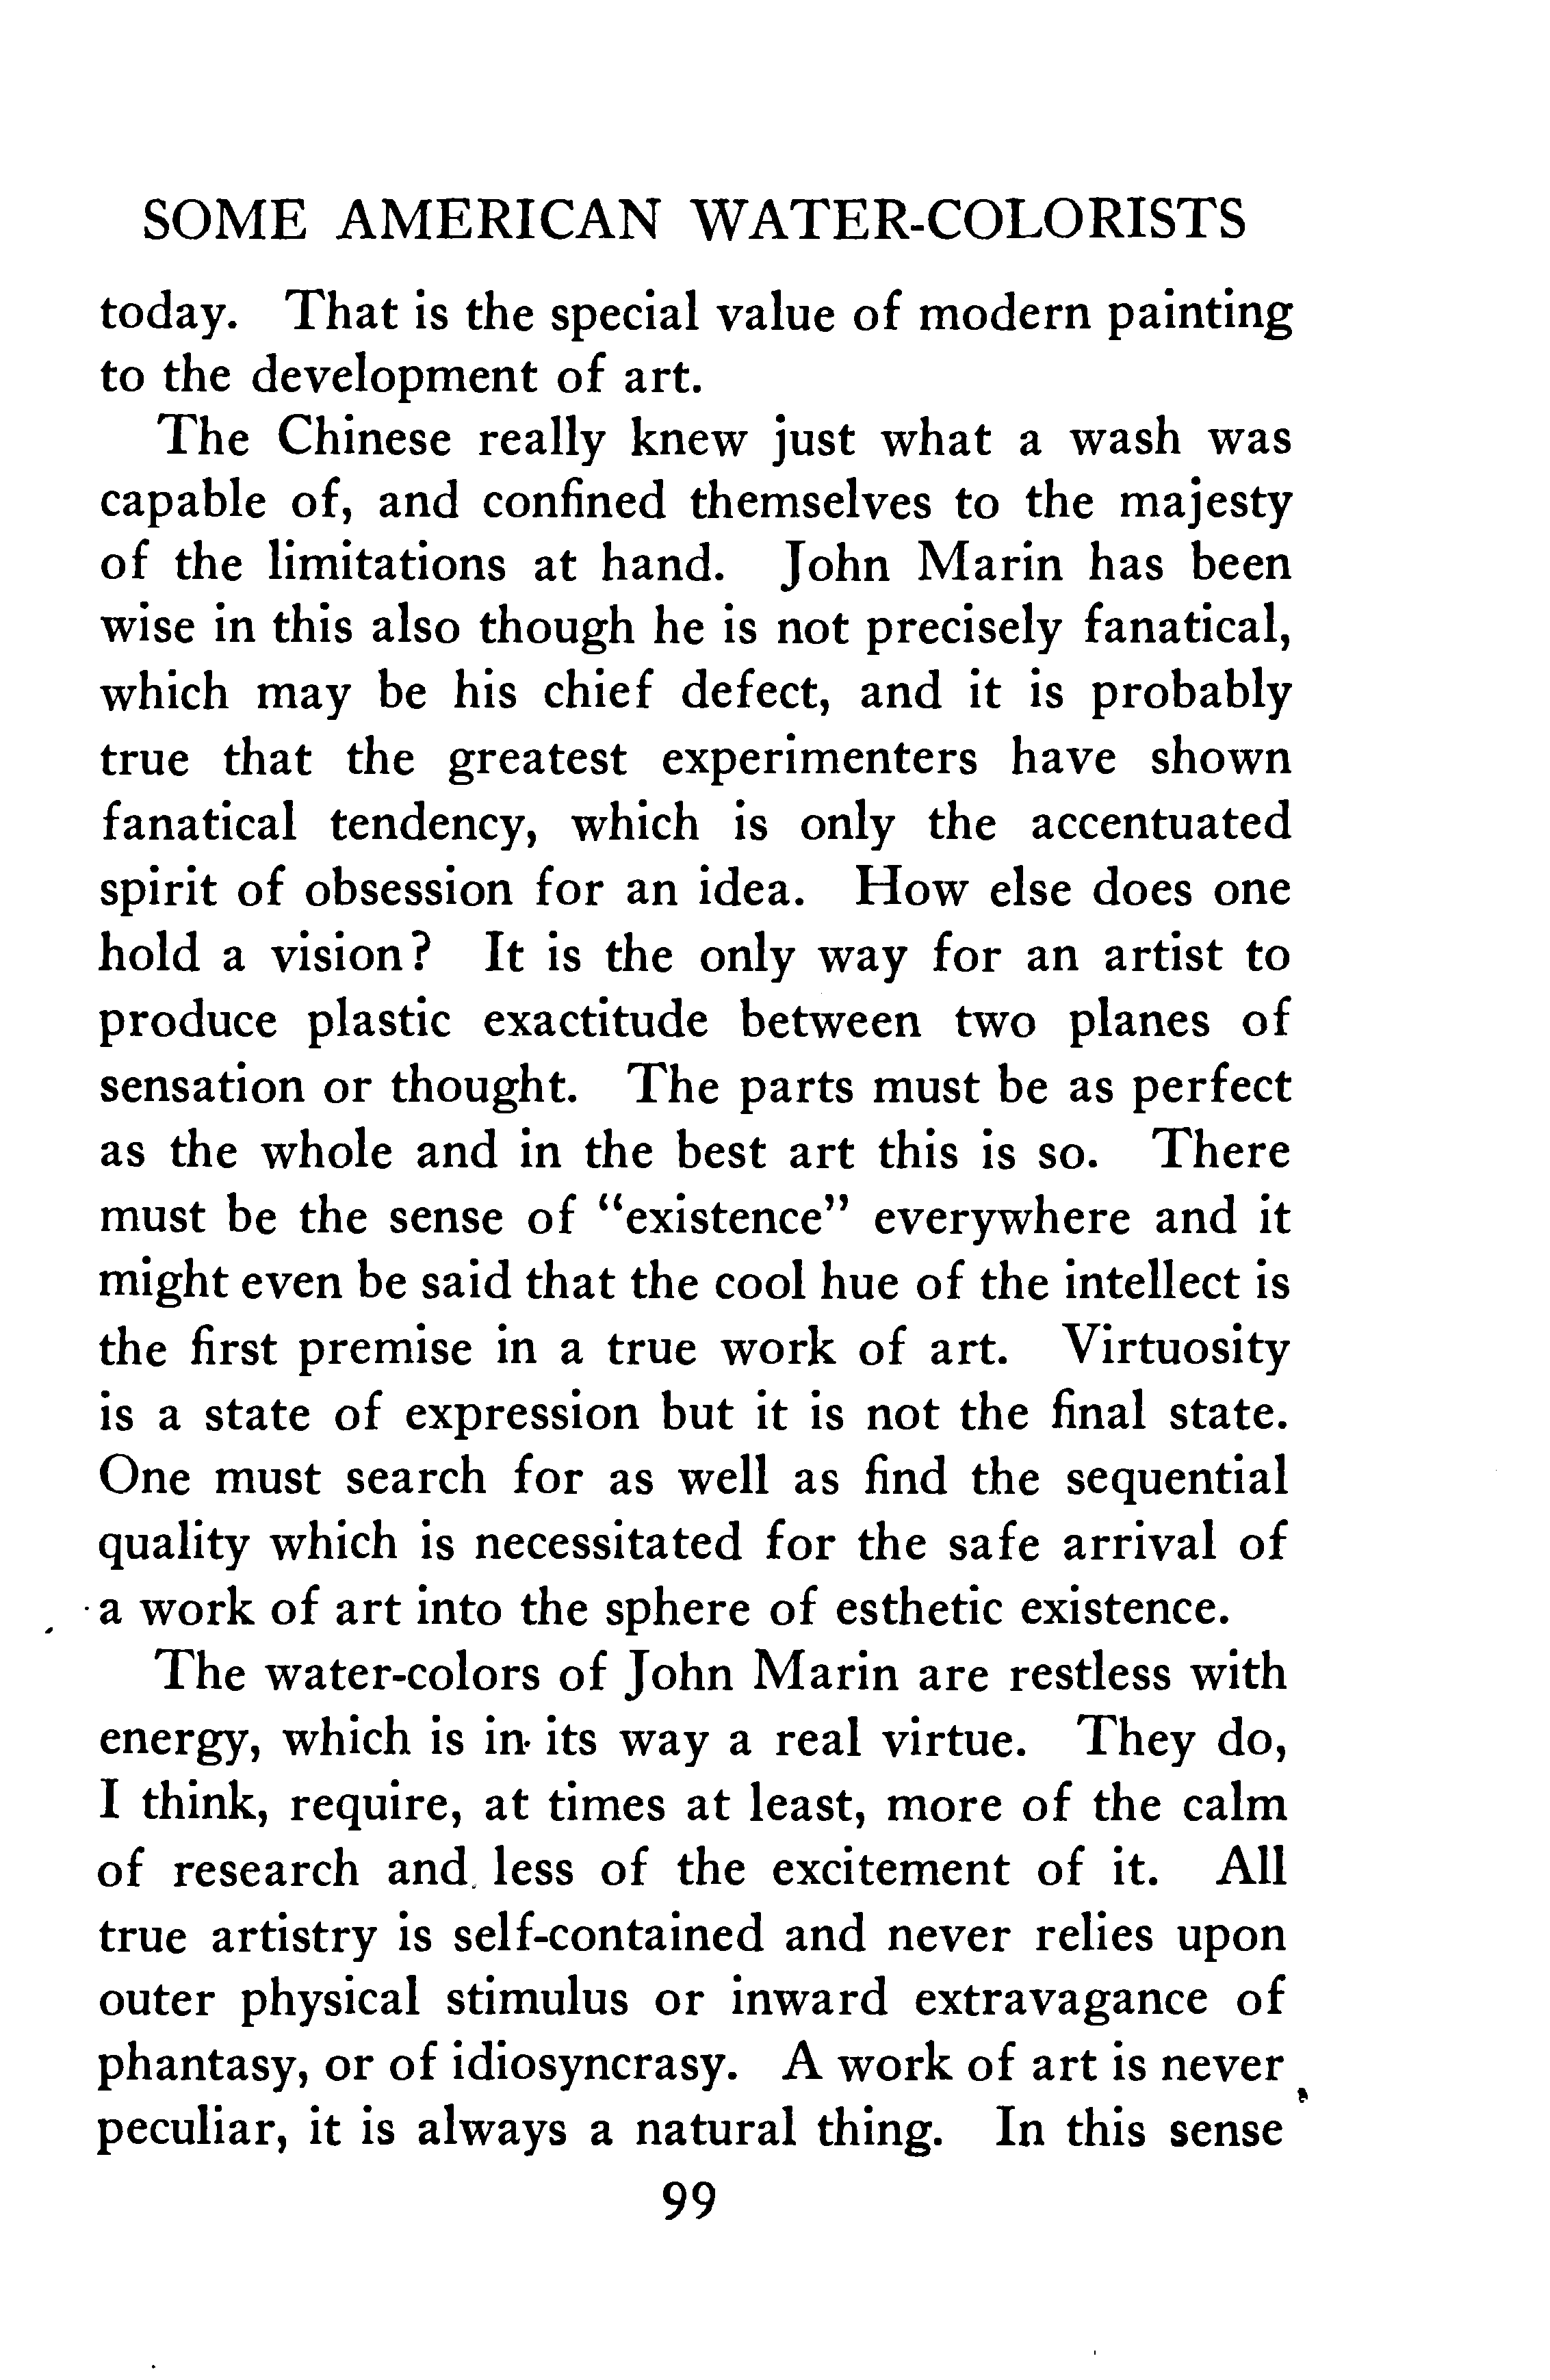 SOME AMERICAN WATER-COLORISTS
today. That is the special value of modern painting
to the development of art.
The Chinese really knew just what a wash was
capable of, and confined themselves to the majesty
of the limitations at hand. John Marin has been
wise in this also though he is not precisely fanatical,
which may be his chief defect, and it is probably
true that the greatest experimenters have shown
fanatical tendency, which is only the accentuated
spirit of obsession for an idea. How else does one
hold a vision? It is the only way for an artist to
produce plastic exactitude between two planes of
sensation or thought. The parts must be as perfect
as the whole and in the best art this is so. There
must be the sense of "existence" everywhere and it
might even be said that the cool hue of the intellect is
the first premise in a true work of art. Virtuosity
is a state of expression but it is not the final state.
One must search for as well as find the sequential
quality which is necessitated for the safe arrival of
a work of art into the sphere of esthetic existence.
The water-colors of John Marin are restless with
energy, which is in its way a real virtue. They do,
I think, require, at times at least, more of the calm
of research and less of the excitement of it. All
true artistry is self-contained and never relies upon
outer physical stimulus or inward extravagance of
phantasy, or of idiosyncrasy. A work of art is never
peculiar, it is always a natural thing. In this sense
99